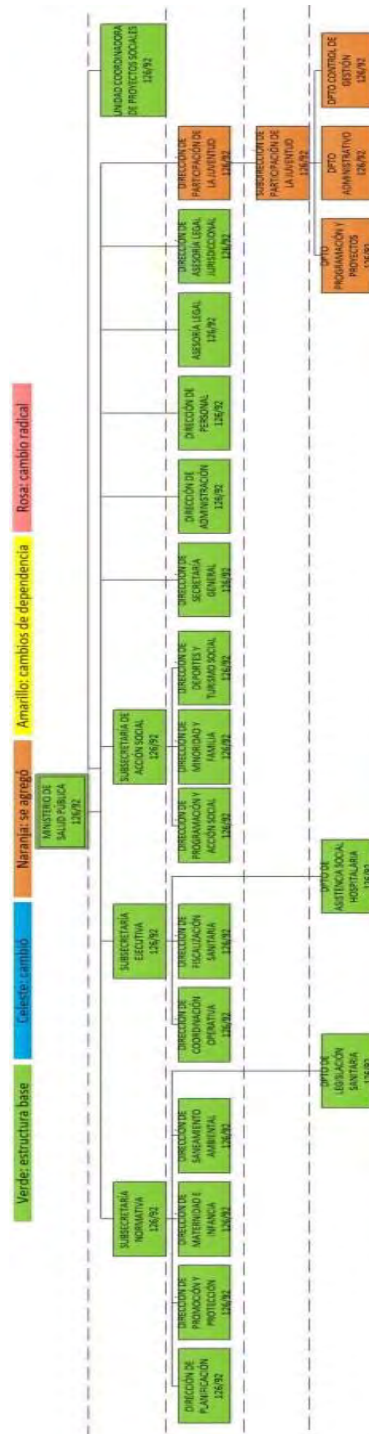 Verde: estructura base
Celeste: cambió
Naranja: se agregó
Amarillo: cambios de dependencia
Rosa: cambio radical
MINISTERIO DE
SALUD PUBLICA
126/92
SUBSECRETARÍA
NORMATIVA
126/92
SUBSECRETARÍA
EJECUTIVA
126/92
SUBSECRETARÍA DE
ACCIÓN SOCIAL
126/92
UNIDAD COORDINADORA
DE PROYECTOS SOCIALES
126/92
DIRECCIÓN DE
PLANIFICACIÓN
126/92
DIRECCIÓN DE
PROMOCIÓN Y
PROTECCIÓN
126/92
DIRECCIÓN DE
MATERNIDAD E
INFANCIA
126/92
DIRECCIÓN DE
SANEAMIENTO
AMBIENTAL
126/92
DIRECCIÓN DE
COORDINACIÓN
OPERATIVA
126/92
DIRECCIÓN DE
FISCALIZACIÓN
SANITARIA
126/92
DIRECCIÓN DE
PROGRAMACIÓN Y
ACCIÓN SOCIAL
126/92
DIRECCIÓN DE
MINORIDAD Y
FAMILIA
126/92
DIRECCIÓN DE
DEPORTES Y
TURISMO SOCIAL
126/92
DIRECCIÓN DE
SECRETARÍA
GENERAL
126/92
DIRECCIÓN DE
ADMINISTRACIÓN
126/92
DIRECCIÓN DE
PERSONAL
126/92
ASESORÍA LEGAL
126/92
DIRECCIÓN DE
ASESORÍA LEGAL
JURISDICCIONAL
126/92
DIRECCIÓN DE
PARTICIPACIÓN DE
LA JUVENTUD
126/92
SUBDIRECCIÓN DE
PARTICIPACIÓN DE
LA JUVENTUD
126/92
DPTO DE
LEGISLACIÓN
SANITARIA
126/92
DPTO DE
ASISTENCIA SOCIAL
HOSPITALARIA
126/92
DPTO
PROGRAMACIÓN Y
PROYECTOS
126/92
DPTO
ADMINISTRATIVO
126/92
DPTO CONTROL DE
GESTIÓN
126/92